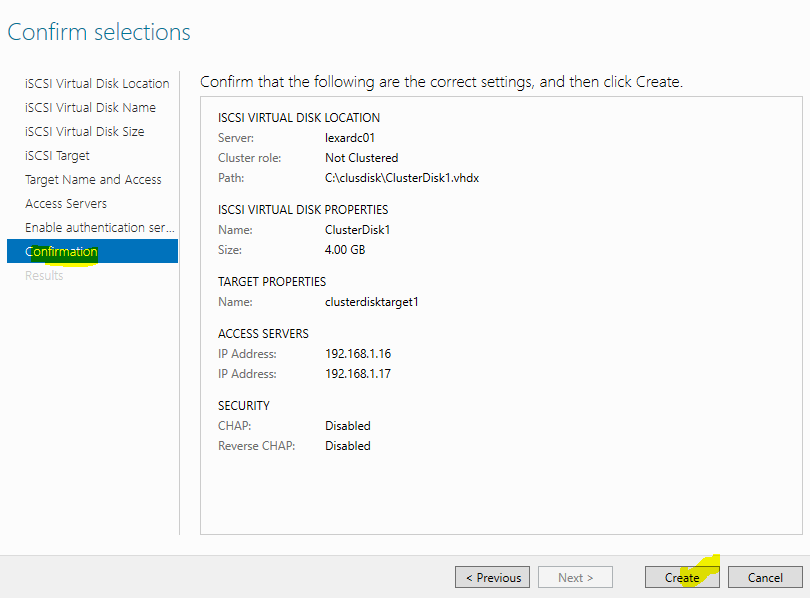 Confirm selections
iSCSI Virtual Disk Location
iSCSI Virtual Disk Name
iSCSI Virtual Disk Size
iSCSI Target
Target Name and Access
Access Servers
Enable authentication ser...
Confirmation
Results
Confirm that the following are the correct settings, and then click Create.
ISCSI VIRTUAL DISK LOCATION
Server: lexardc01
Cluster role: Not Clustered
Path: C:\clusdisk\ClusterDisk1.vhdx
ISCSI VIRTUAL DISK PROPERTIES
Name: ClusterDisk1
Size: 4.00 GB
TARGET PROPERTIES
Name: clusterdisktarget1
ACCESS SERVERS
IP Address: 192.168.1.16
IP Address: 192.168.1.17
SECURITY
CHAP: Disabled
Reverse CHAP: Disabled
< Previous Next > Create Cancel